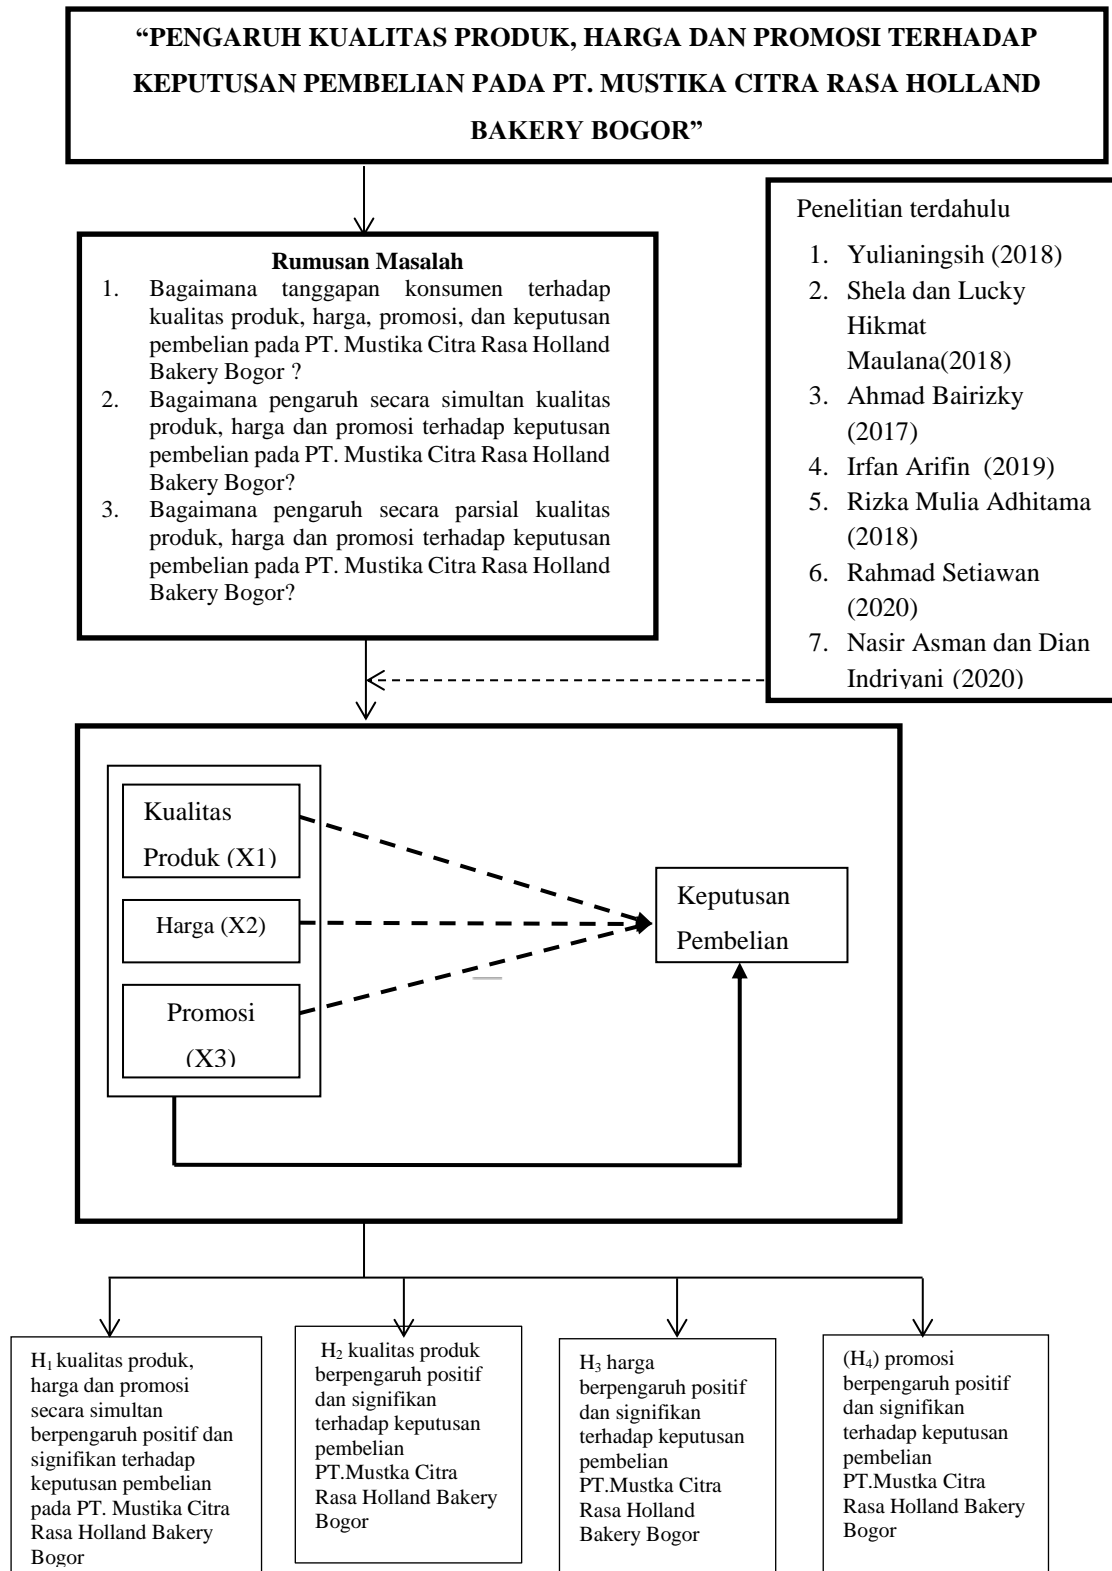 “PENGARUH KUALITAS PRODUK, HARGA DAN PROMOSI TERHADAP
KEPUTUSAN PEMBELIAN PADA PT. MUSTIKA CITRA RASA HOLLAND
BAKERY BOGOR”
Rumusan Masalah
1. Bagaimana tanggapan konsumen terhadap
kualitas produk, harga, promosi, dan keputusan
pembelian pada PT. Mustika Citra Rasa Holland
Bakery Bogor ?
2. Bagaimana pengaruh secara simultan kualitas
produk, harga dan promosi terhadap keputusan
pembelian pada PT. Mustika Citra Rasa Holland
Bakery Bogor?
3. Bagaimana pengaruh secara parsial kualitas
produk, harga dan promosi terhadap keputusan
pembelian pada PT. Mustika Citra Rasa Holland
Bakery Bogor?
Penelitian terdahulu
1. Yulianingsih (2018)
2. Shela dan Lucky
Hikmat
Maulana(2018)
3. Ahmad Bairizky
(2017)
4. Irfan Arifin (2019)
5. Rizka Mulia Adhitama
(2018)
6. Rahmad Setiawan
(2020)
7. Nasir Asman dan Dian
Indriyani (2020)
Kualitas
Produk (X1)
Harga (X2)
Promosi
(X3)
Keputusan
Pembelian
H₁ kualitas produk,
harga dan promosi
secara simultan
berpengaruh positif dan
signifikan terhadap
keputusan pembelian
pada PT. Mustika Citra
Rasa Holland Bakery
Bogor
H₂ kualitas produk
berpengaruh positif
dan signifikan
terhadap keputusan
pembelian
PT.Mustka Citra
Rasa Holland Bakery
Bogor
H₃ harga
berpengaruh positif
dan signifikan
terhadap keputusan
pembelian
PT.Mustka Citra
Rasa Holland
Bakery Bogor
(H₄) promosi
berpengaruh positif
dan signifikan
terhadap keputusan
pembelian
PT.Mustka Citra
Rasa Holland Bakery
Bogor